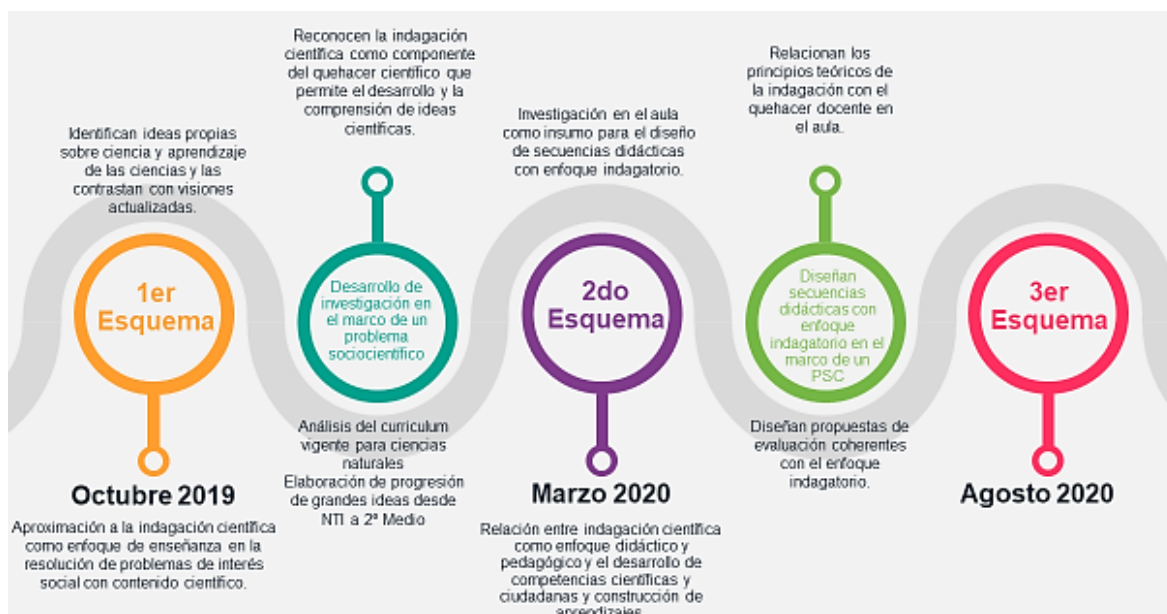 Identifican ideas propias
sobre ciencia y aprendizaje
de las ciencias y las
contrastan con visiones
actualizadas.
1er
Esquema
Octubre 2019
Aproximación a la indagación científica
como enfoque de enseñanza en la
resolución de problemas de interés
social con contenido científico.
Reconocen la indagación
científica como componente
del quehacer científico que
permite el desarrollo y la
comprensión de ideas
científicas.
Desarrollo de
investigación en
el marco de un
problema
sociocientífico
Análisis del curriculum
vigente para ciencias
naturales
Elaboración de progresión
de grandes ideas desde
NTI a 2ª Medio
Investigación en el aula
como insumo para el diseño
de secuencias didácticas
con enfoque indagatorio.
2do
Esquema
Marzo 2020
Relación entre indagación científica
como enfoque didáctico y
pedagógico y el desarrollo de
competencias científicas y
ciudadanas y construcción de
aprendizajes
Relacionan los
principios teóricos de
la indagación con el
quehacer docente en
el aula.
Diseñan
secuencias
didácticas con
enfoque
indagatorio en el
marco de un
PSC
Diseñan propuestas de
evaluación coherentes
con el enfoque
indagatorio.
3er
Esquema
Agosto 2020